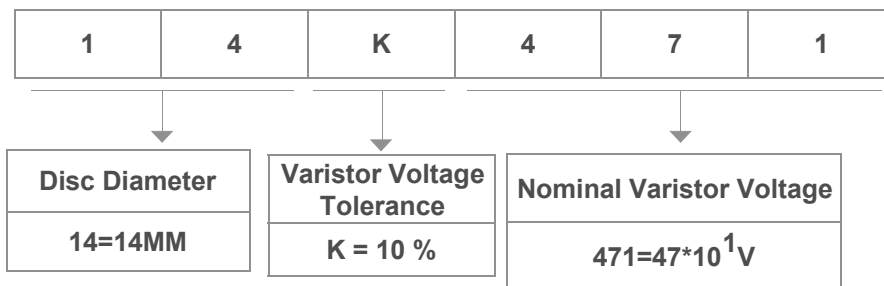 1 4 K 4 7 1
Disc Diameter
14=14MM
Varistor Voltage
Tolerance
K = 10 %
Nominal Varistor Voltage
471=47*10¹V